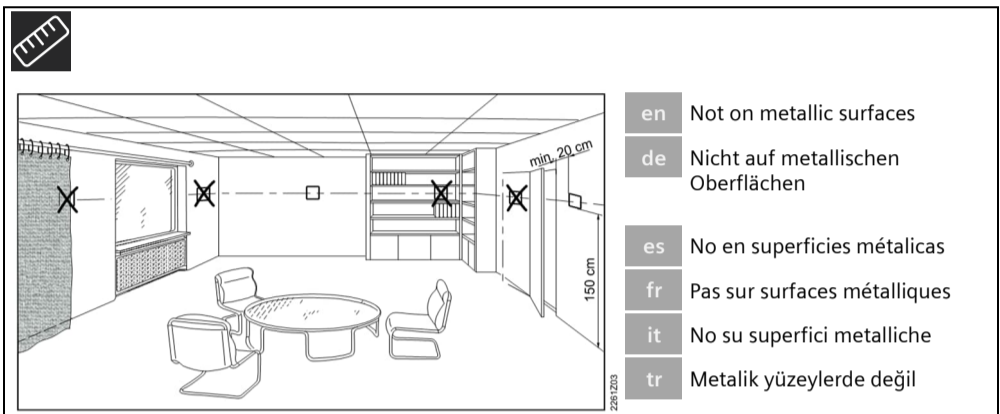 min. 20 cm
150 cm
2261Z03
en Not on metallic surfaces
de Nicht auf metallischen
Oberflächen
es No en superficies métalicas
fr Pas sur surfaces métalliques
it No su superfici metalliche
tr Metalik yüzeylerde değil